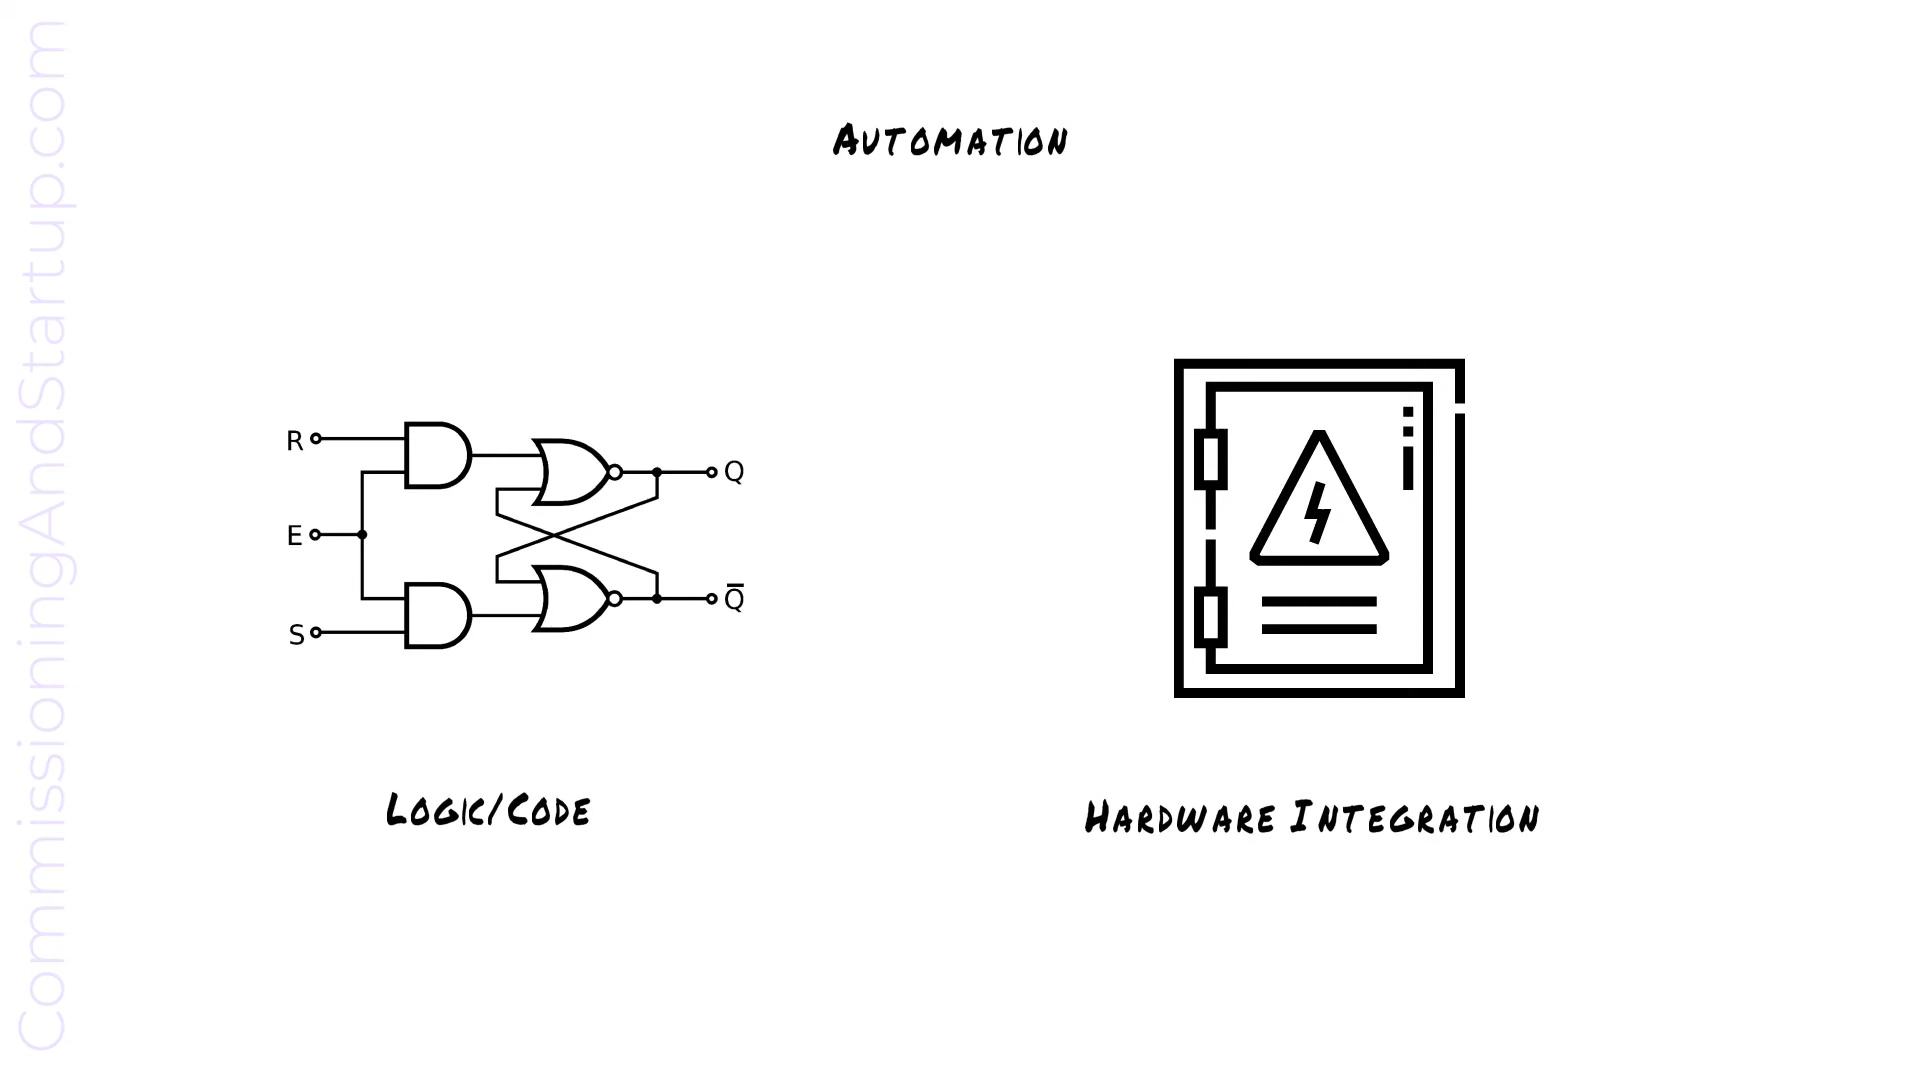 CommissioningAndStartup.com
Automation
R
E
S
Q
Q̅
Logic/Code
Hardware Integration